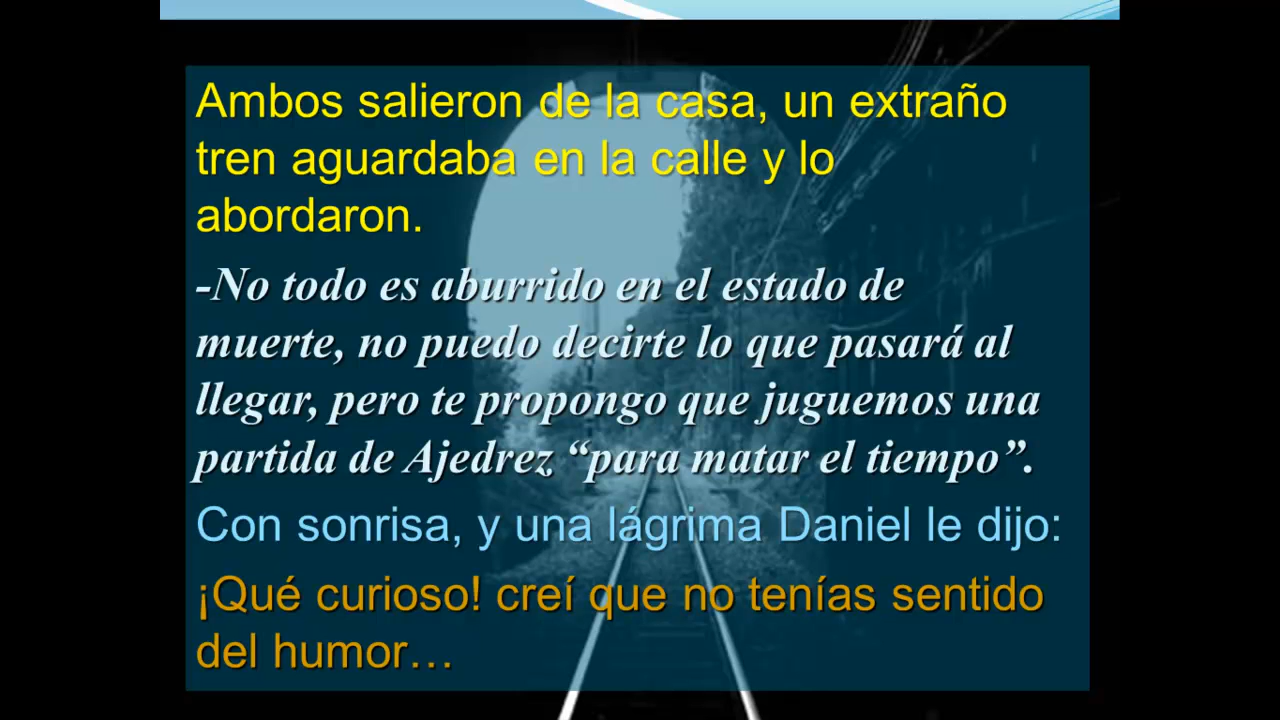 Ambos salieron de la casa, un extraño
tren aguardaba en la calle y lo
abordaron.
-No todo es aburrido en el estado de
muerte, no puedo decirte lo que pasará al
llegar, pero te propongo que juguemos una
partida de Ajedrez “para matar el tiempo”.
Con sonrisa, y una lágrima Daniel le dijo:
¡Qué curioso! creí que no tenías sentido
del humor…